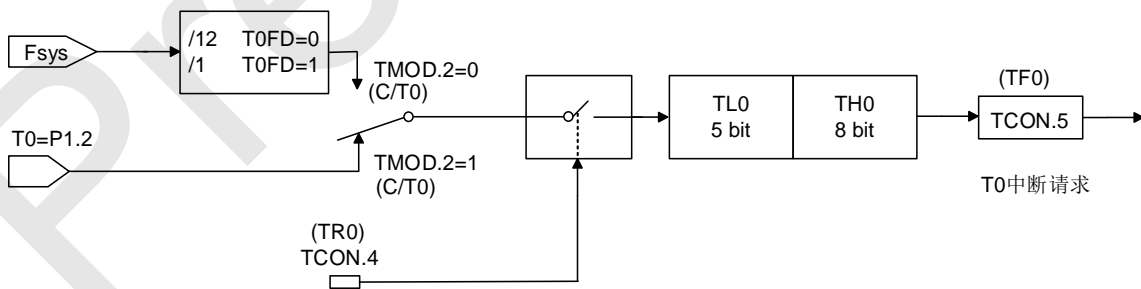 Fsys
/12 T0FD=0
/1 T0FD=1
TMOD.2=0
(C/T0)
T0=P1.2
TMOD.2=1
(C/T0)
(TR0)
TCON.4
TL0
5 bit
TH0
8 bit
(TF0)
TCON.5
T0中断请求
Pre